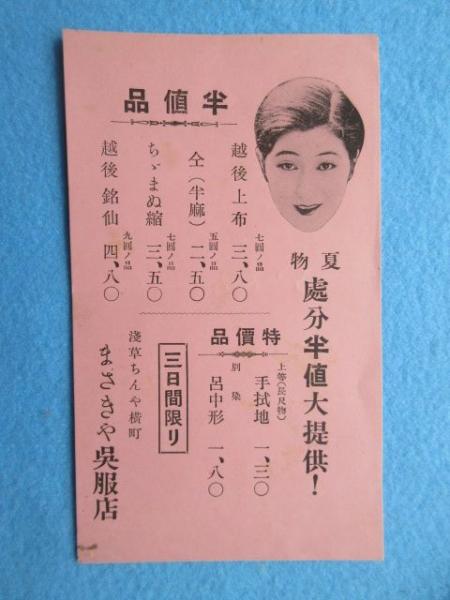 夏物
處分半値大提供!
半値品
越後上布 七圓ノ品 三、八〇
仝(半麻) 五圓ノ品 二、五〇
ちゞまぬ縮 七圓ノ品 三、五〇
越後銘仙 九圓ノ品 四、八〇
特價品
上等(長尺物)
手拭地 一、三〇
別染
呂中形 一、八〇
三日間限リ
淺草ちんや横町
まさきや呉服店